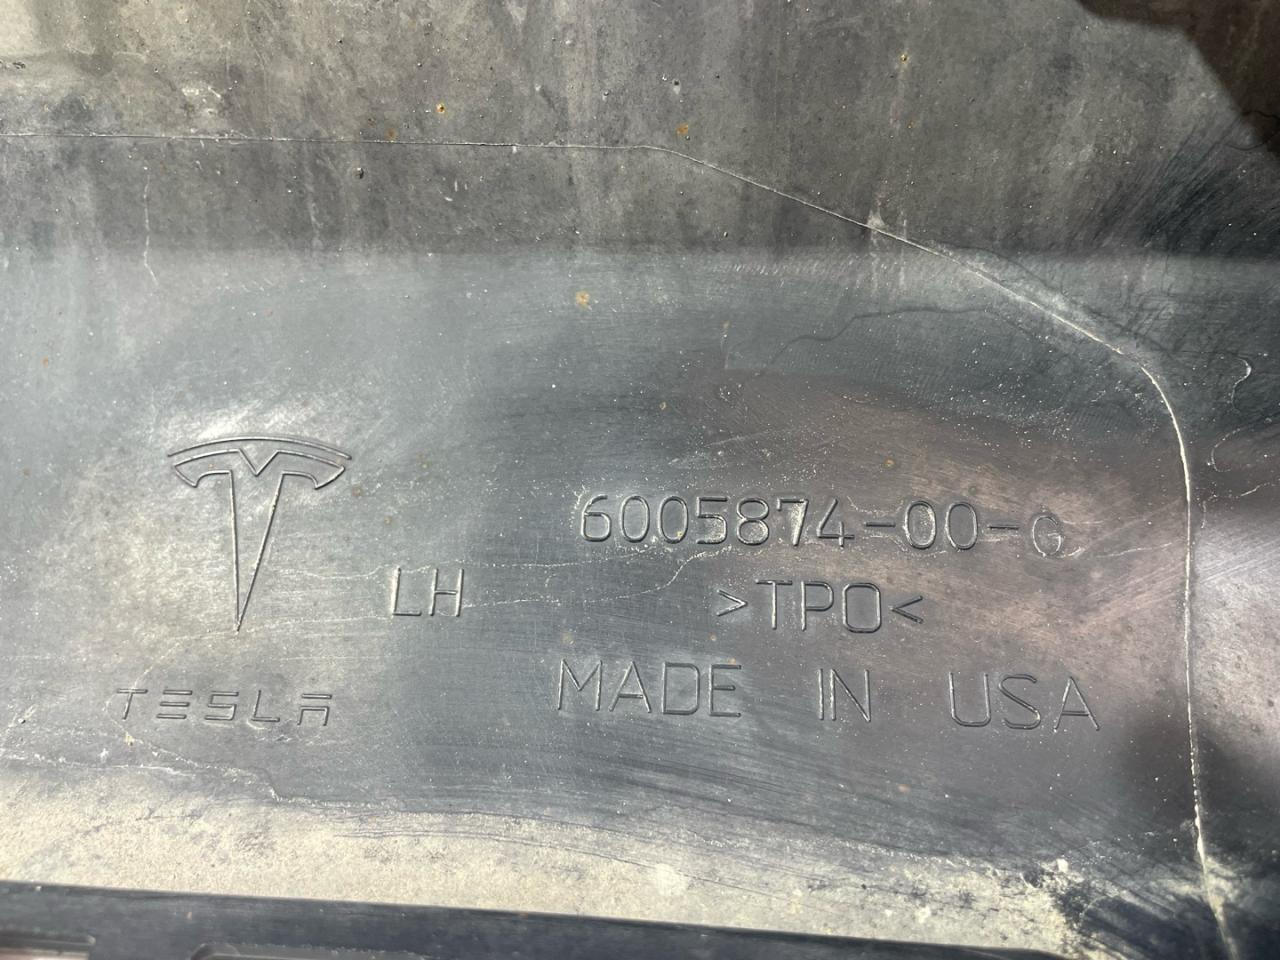 6005874-00-G
LH
>TPO<
TESLA
MADE IN USA